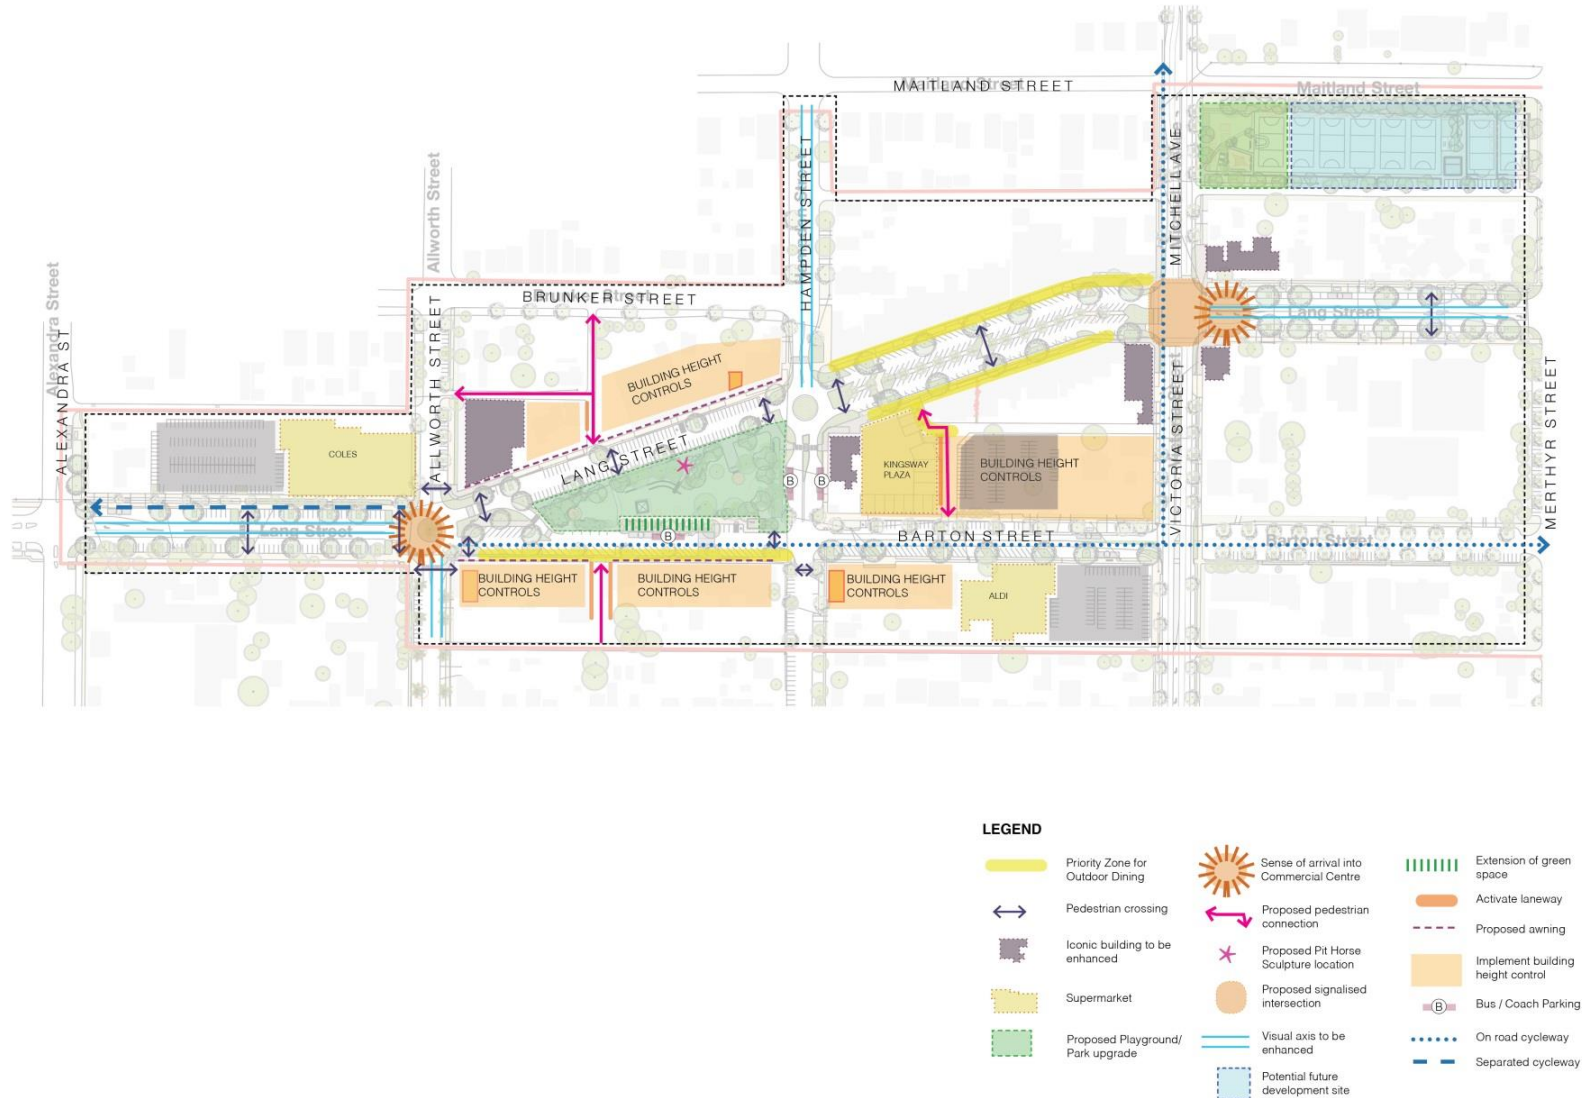 MAITLAND STREET
Maitland Street
Maitland Street
Allworth Street
HAMPDEN STREET
MITCHELL AVE
Alexandra Street
BRUNKER STREET
Brunker Street
ALEXANDRA ST
ALLWORTH STREET
BUILDING HEIGHT
CONTROLS
Lang Street
LANG STREET
COLES
KINGSWAY
PLAZA
BUILDING HEIGHT
CONTROLS
VICTORIA STREET
MERTHYR STREET
B
B
B
Lang Street
BARTON STREET
Barton Street
BUILDING HEIGHT
CONTROLS
BUILDING HEIGHT
CONTROLS
BUILDING HEIGHT
CONTROLS
ALDI
LEGEND
Priority Zone for
Outdoor Dining
Pedestrian crossing
Iconic building to be
enhanced
Supermarket
Proposed Playground/
Park upgrade
Sense of arrival into
Commercial Centre
Proposed pedestrian
connection
Proposed Pit Horse
Sculpture location
Proposed signalised
intersection
Visual axis to be
enhanced
Potential future
development site
Extension of green
space
Activate laneway
Proposed awning
Implement building
height control
B
Bus / Coach Parking
On road cycleway
Separated cycleway